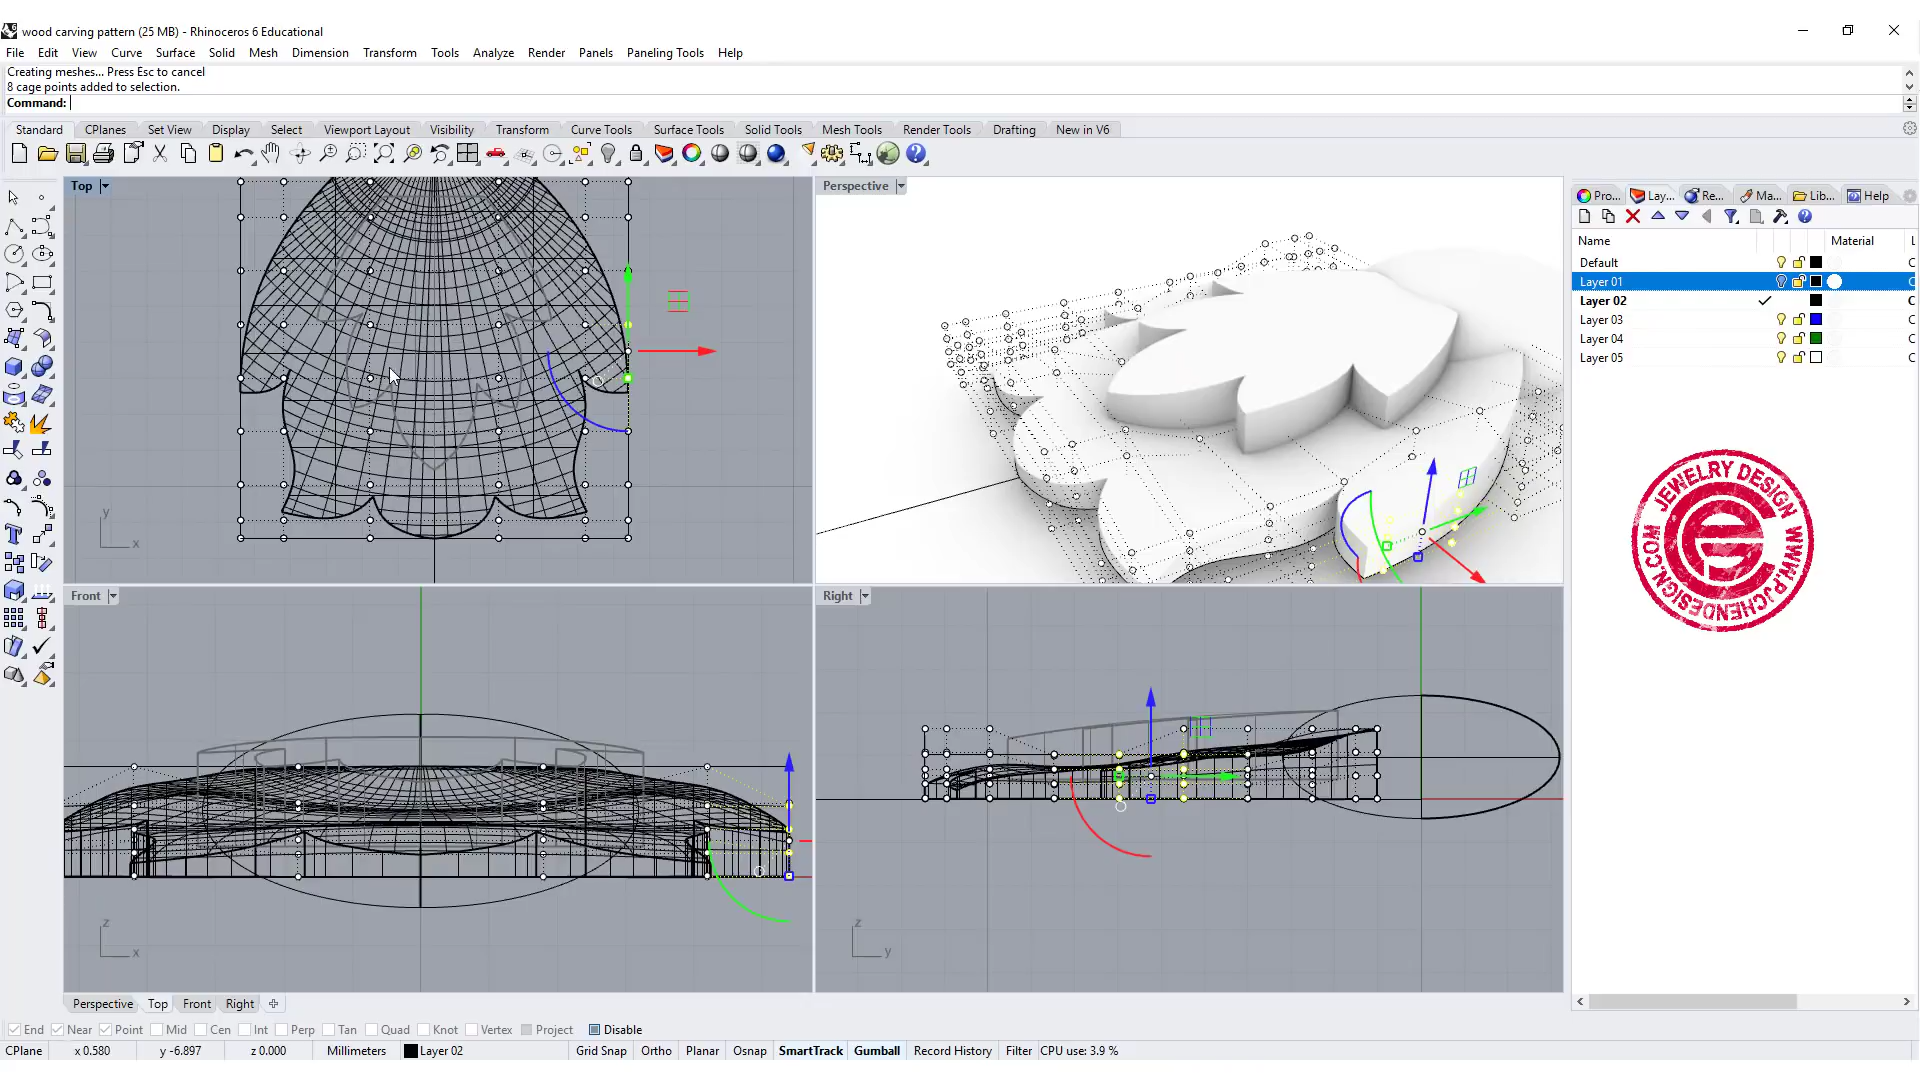 wood carving pattern (25 MB) - Rhinoceros 6 Educational
File Edit View Curve Surface Solid Mesh Dimension Transform Tools Analyze Render Panels Paneling Tools Help
Creating meshes... Press Esc to cancel
8 cage points added to selection.
Command:
Standard CPlanes Set View Display Select Viewport Layout Visibility Transform Curve Tools Surface Tools Solid Tools Mesh Tools Render Tools Drafting New in V6
Top
Perspective
Pro... Lay... Re... Ma... Lib... Help
Name Material L
Default C
Layer 01 C
Layer 02 C
Layer 03 C
Layer 04 C
Layer 05 C
y
x
JEWELRY DESIGN WWW.PJCHENDESIGN.COM
Front
Right
z
x
z
y
Perspective Top Front Right
End Near Point Mid Cen Int Perp Tan Quad Knot Vertex Project Disable
CPlane x 0.580 y -6.897 z 0.000 Millimeters Layer 02 Grid Snap Ortho Planar Osnap SmartTrack Gumball Record History Filter CPU use: 3.9 %